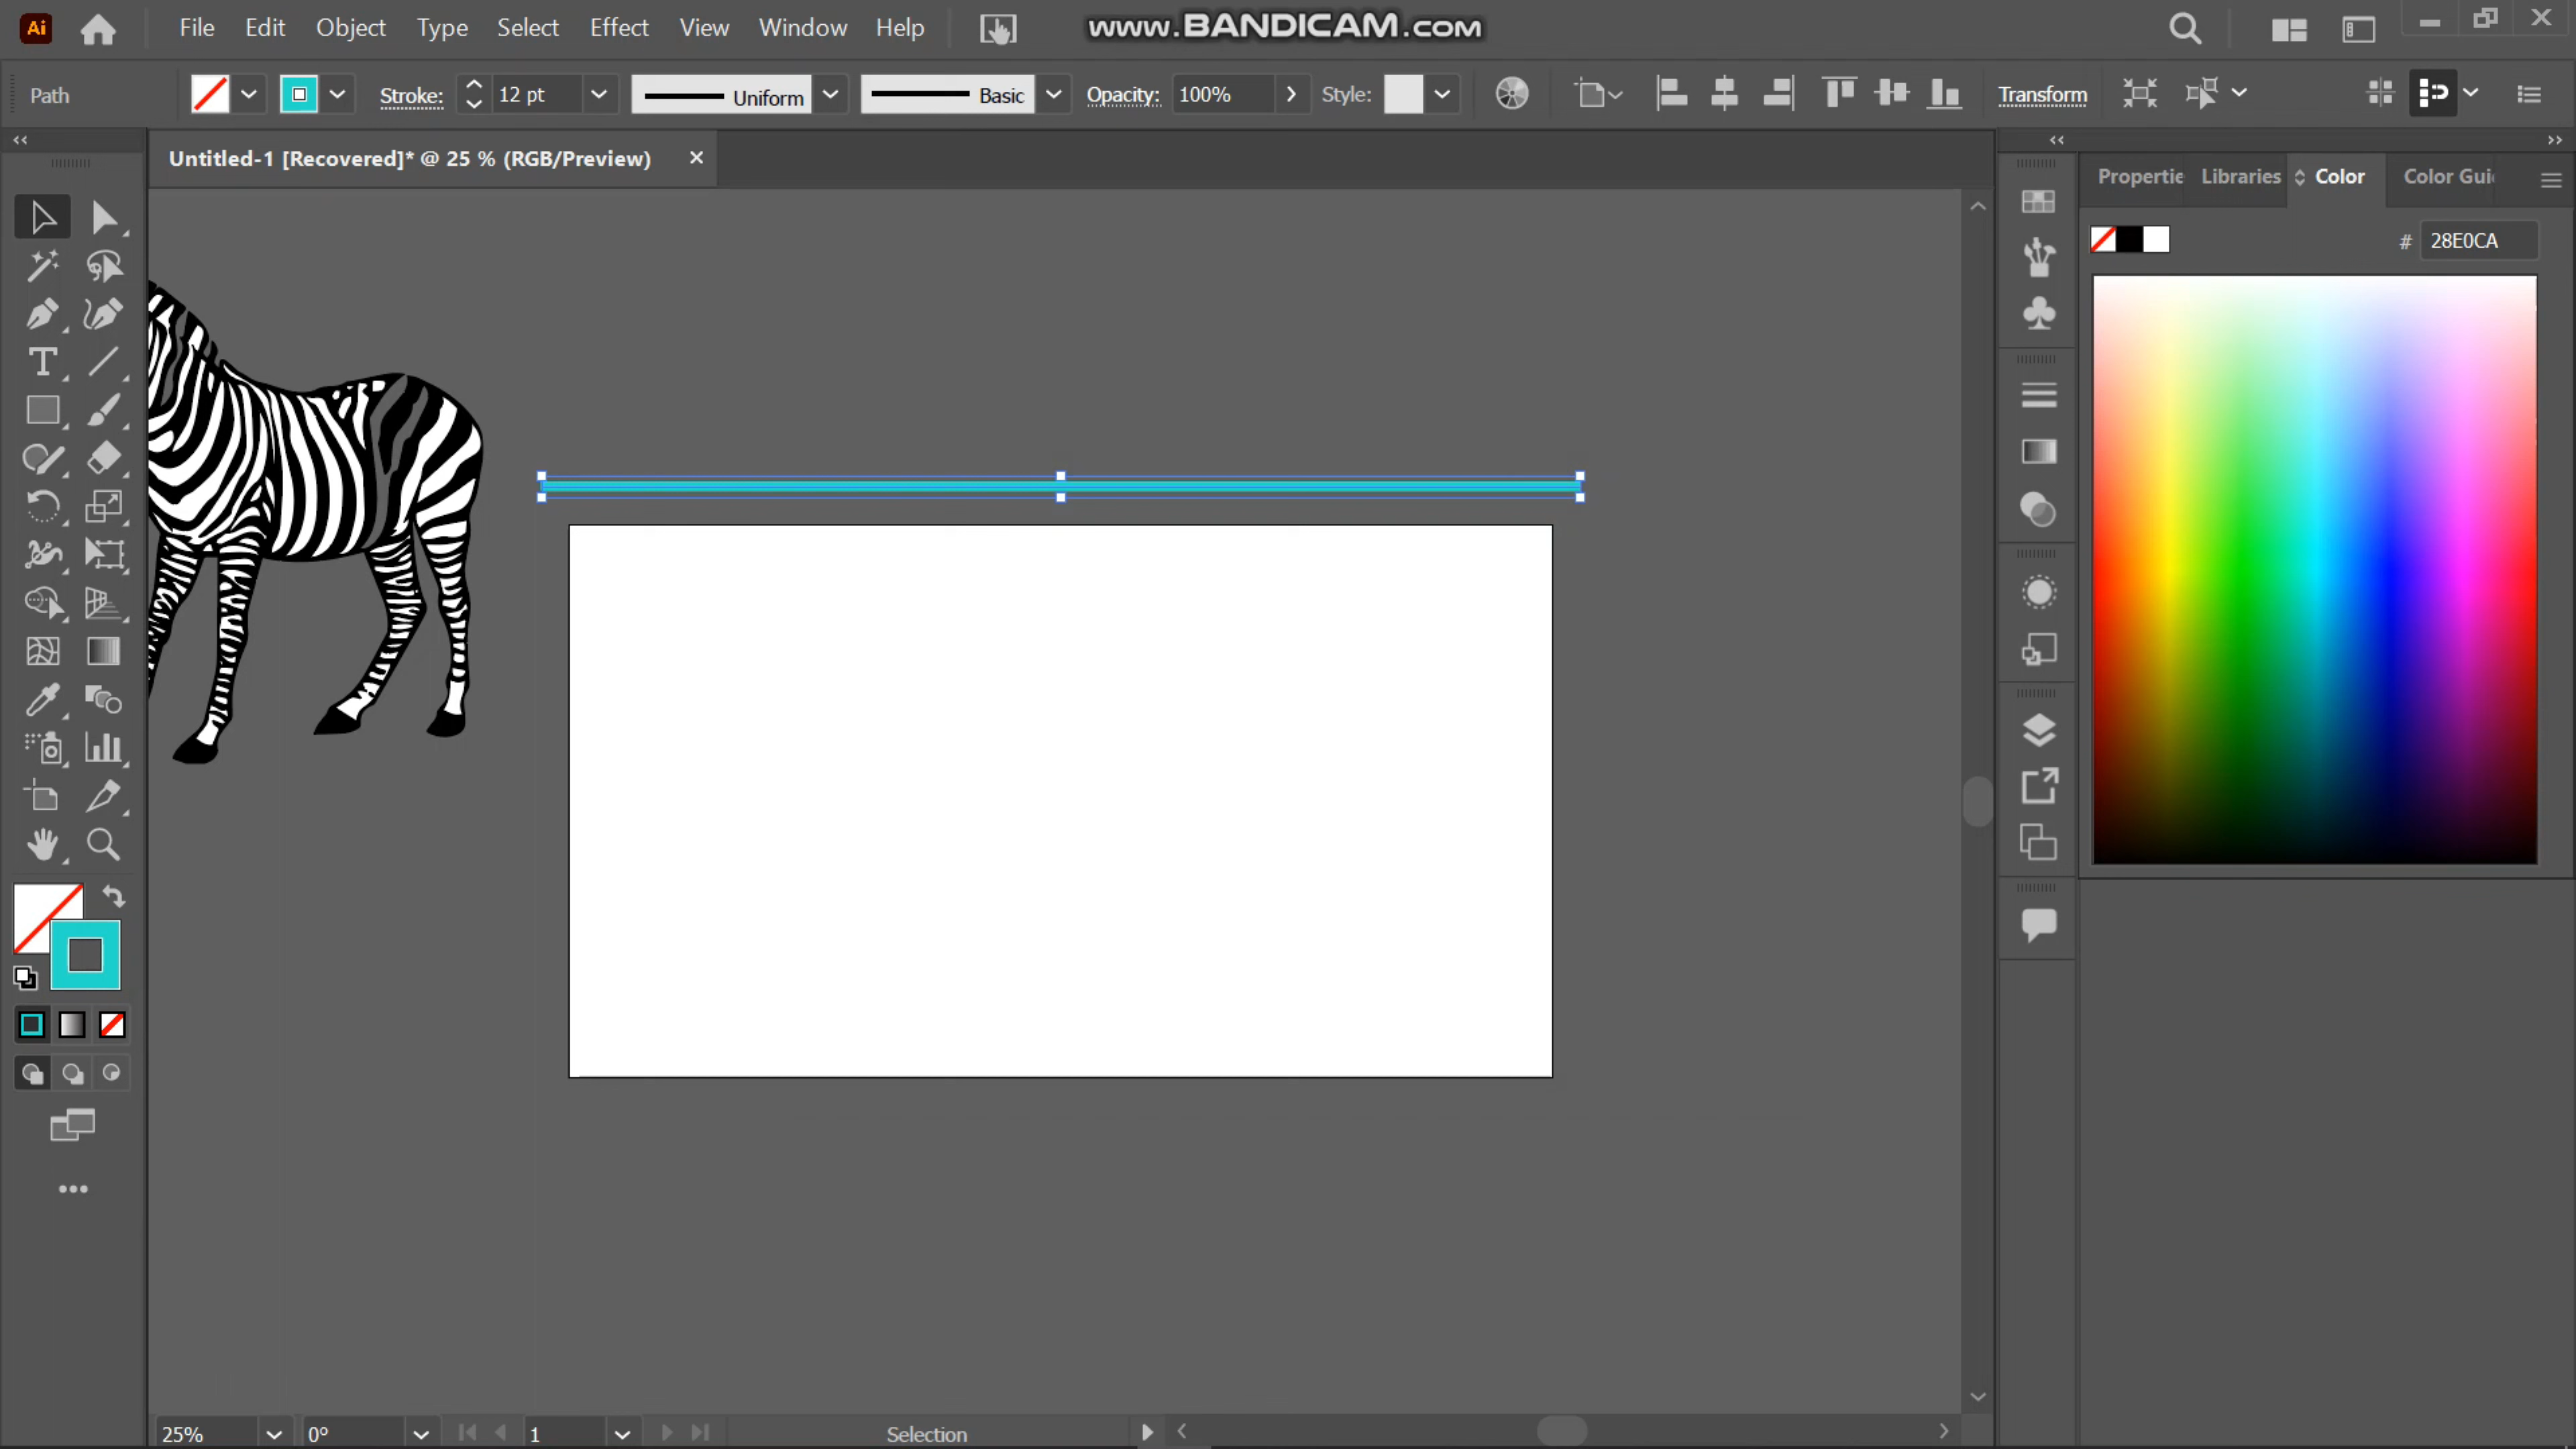 Ai File Edit Object Type Select Effect View Window Help www.BANDICAM.com
Path Stroke: 12 pt Uniform Basic Opacity: 100% Style: Transform
Untitled-1 [Recovered]* @ 25 % (RGB/Preview)
Propertie Libraries Color Color Gui
# 28E0CA
25% 0° 1 Selection